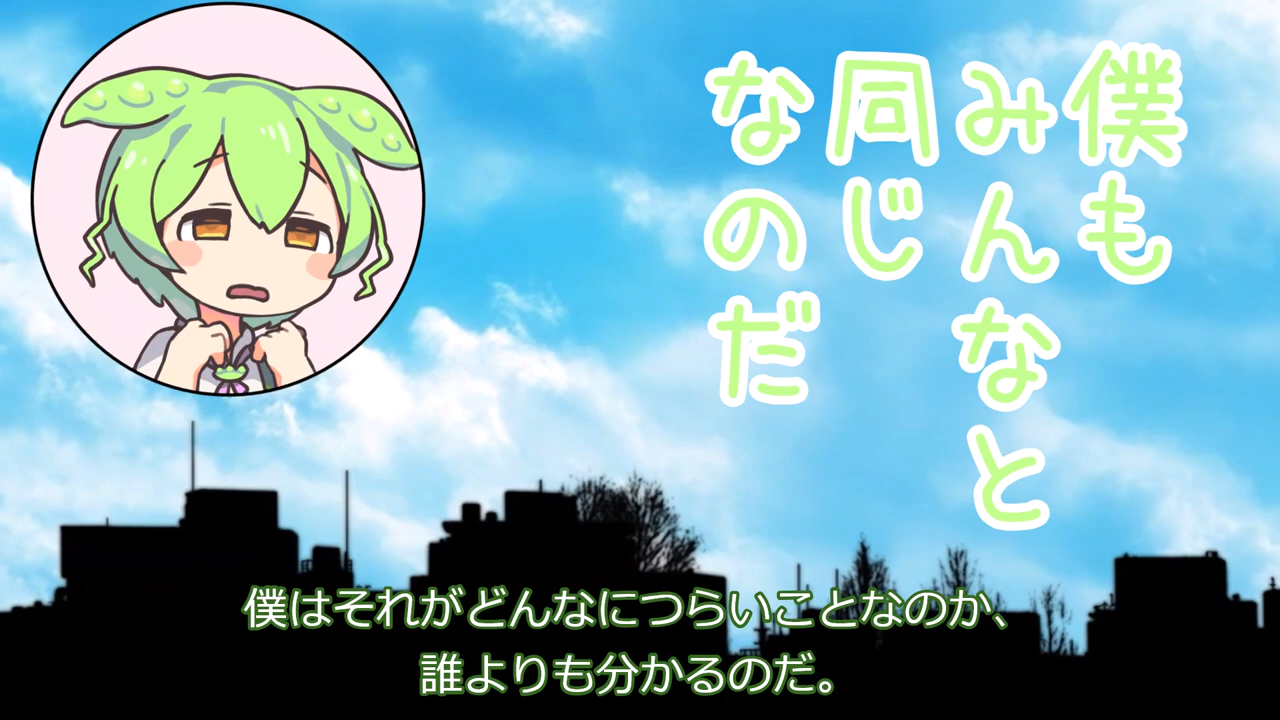 僕も
みんなと
同じ
なのだ
僕はそれがどんなにつらいことなのか、
誰よりも分かるのだ。